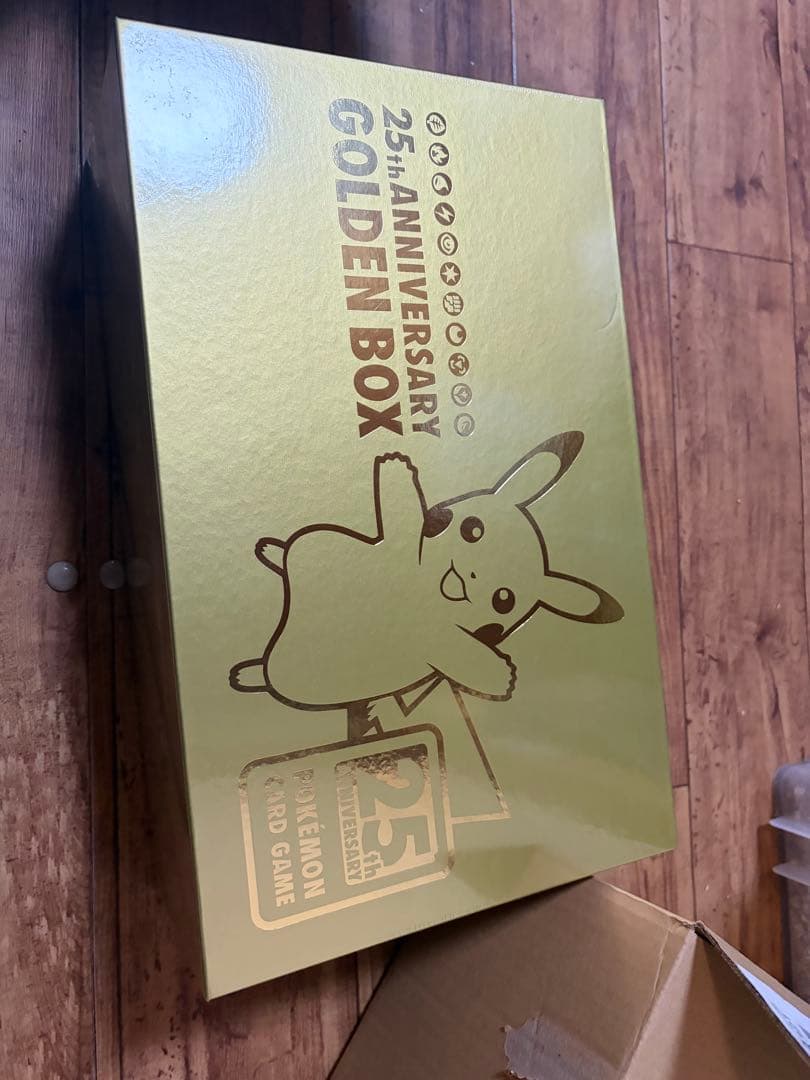 25th ANNIVERSARY
GOLDEN BOX
25th
ANNIVERSARY
POKÉMON
CARD GAME